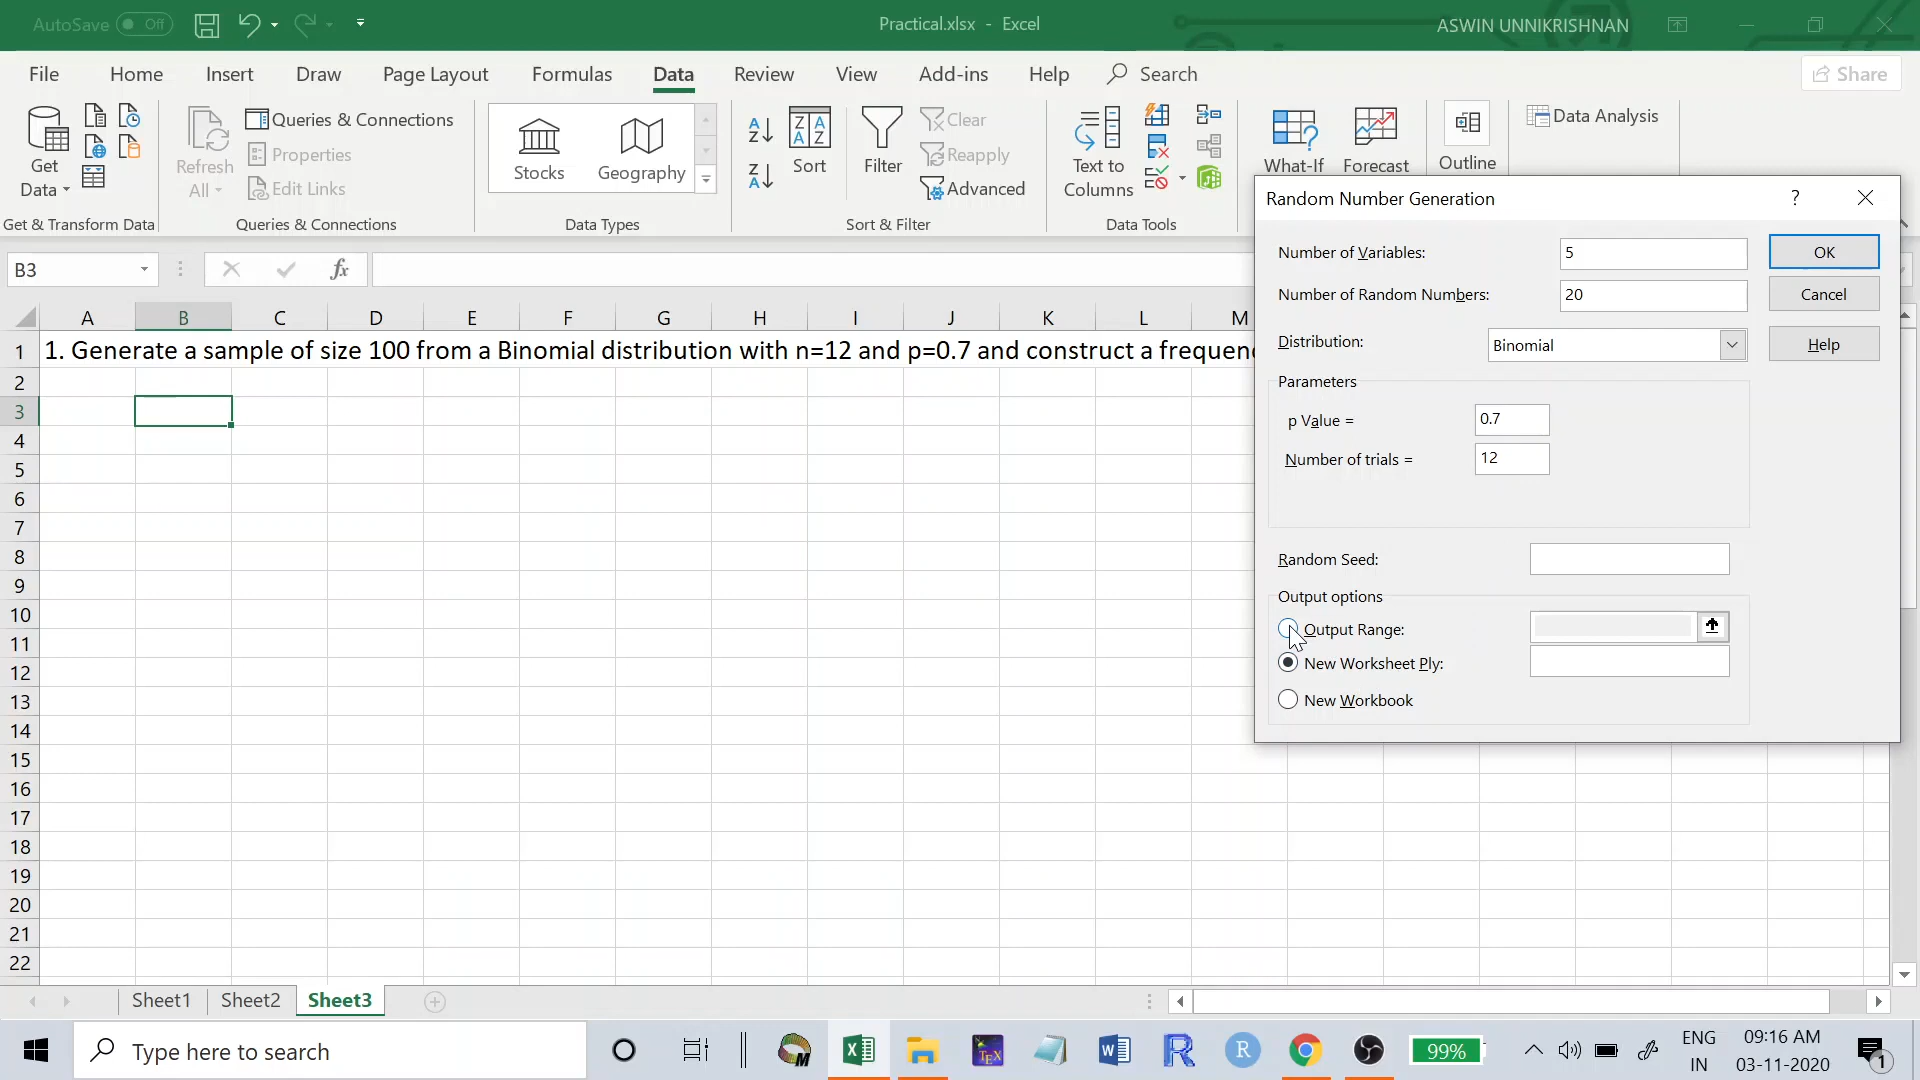 AutoSave Off
Practical.xlsx - Excel
ASWIN UNNIKRISHNAN
File Home Insert Draw Page Layout Formulas Data Review View Add-ins Help Search
Share
Get Data
Refresh All
Queries & Connections
Properties
Edit Links
Stocks
Geography
Sort
Filter
Clear
Reapply
Advanced
Text to Columns
What-If
Forecast
Outline
Data Analysis
Get & Transform Data
Queries & Connections
Data Types
Sort & Filter
Data Tools
B3
fx
A B C D E F G H I J K L M
1 1. Generate a sample of size 100 from a Binomial distribution with n=12 and p=0.7 and construct a frequen
2
3
4
5
6
7
8
9
10
11
12
13
14
15
16
17
18
19
20
21
22
Random Number Generation ?
Number of Variables: 5
OK
Number of Random Numbers: 20
Cancel
Distribution: Binomial
Help
Parameters
p Value = 0.7
Number of trials = 12
Random Seed:
Output options
Output Range:
New Worksheet Ply:
New Workbook
Sheet1 Sheet2 Sheet3
Type here to search
99%
ENG
IN
09:16 AM
03-11-2020
1